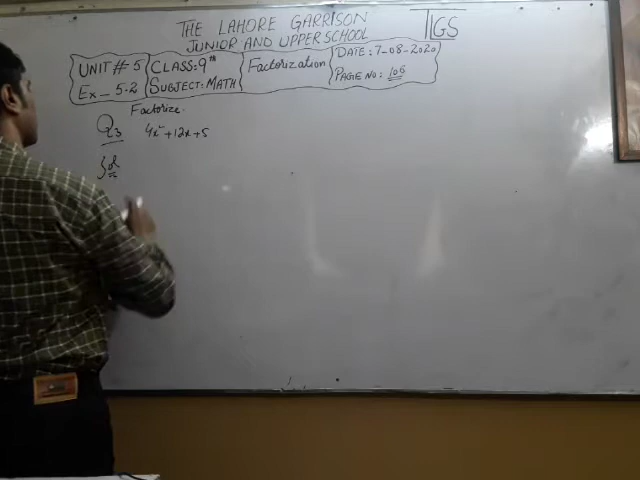 THE LAHORE GARRISON TLGS
JUNIOR AND UPPER SCHOOL
UNIT # 5 CLASS: 9th Factorization DATE: 7-08-2020
Ex_ 5.2 SUBJECT: MATH PAGE NO: 106
Factorize.
Q3 4x²+12x+5
Sol